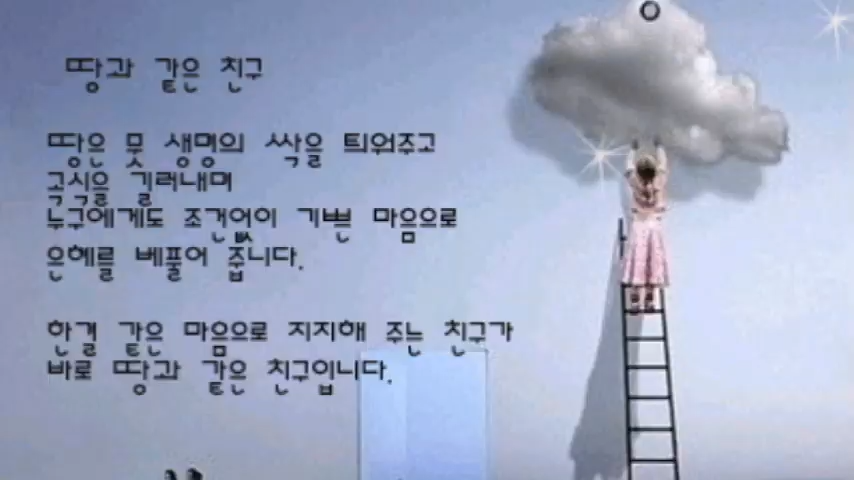 땅과 같은 친구
땅은 뭇 생명의 싹을 틔워주고
곡식을 길러내며
누구에게도 조건없이 기쁜 마음으로
은혜를 베풀어 줍니다.
한결 같은 마음으로 지지해 주는 친구가
바로 땅과 같은 친구입니다.